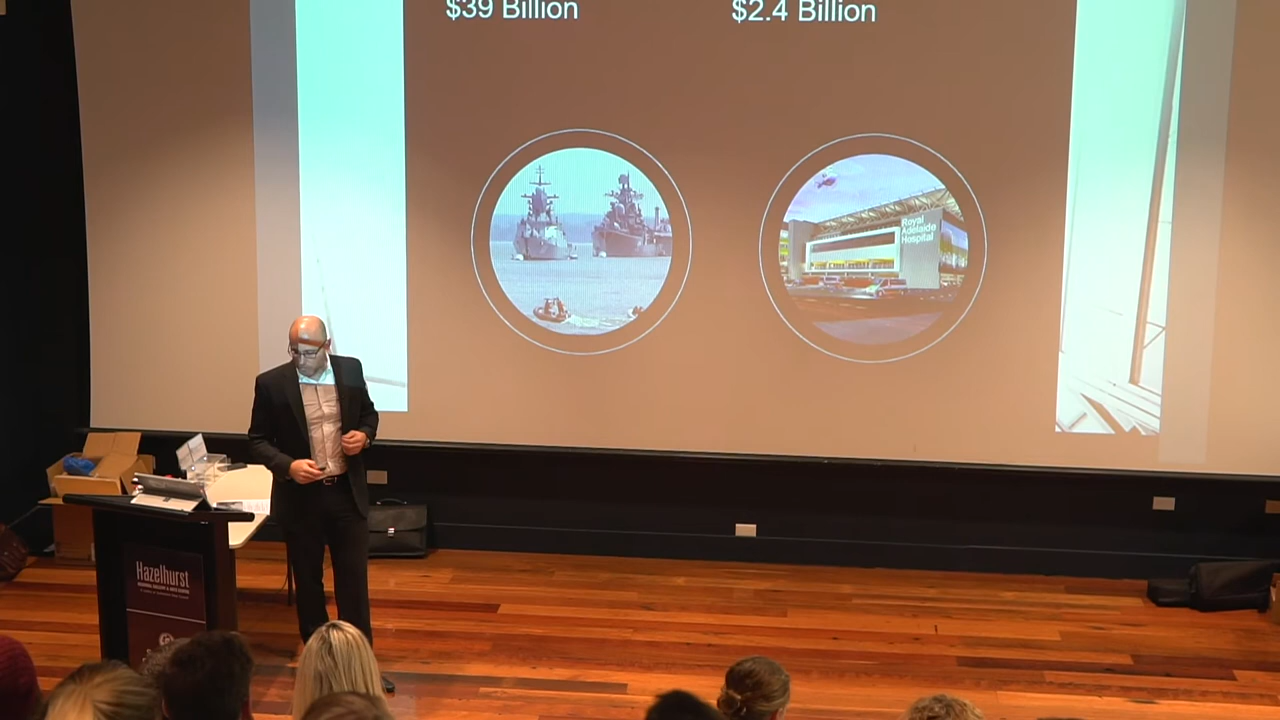 $39 Billion
$2.4 Billion
Royal
Adelaide
Hospital
Hazelhurst